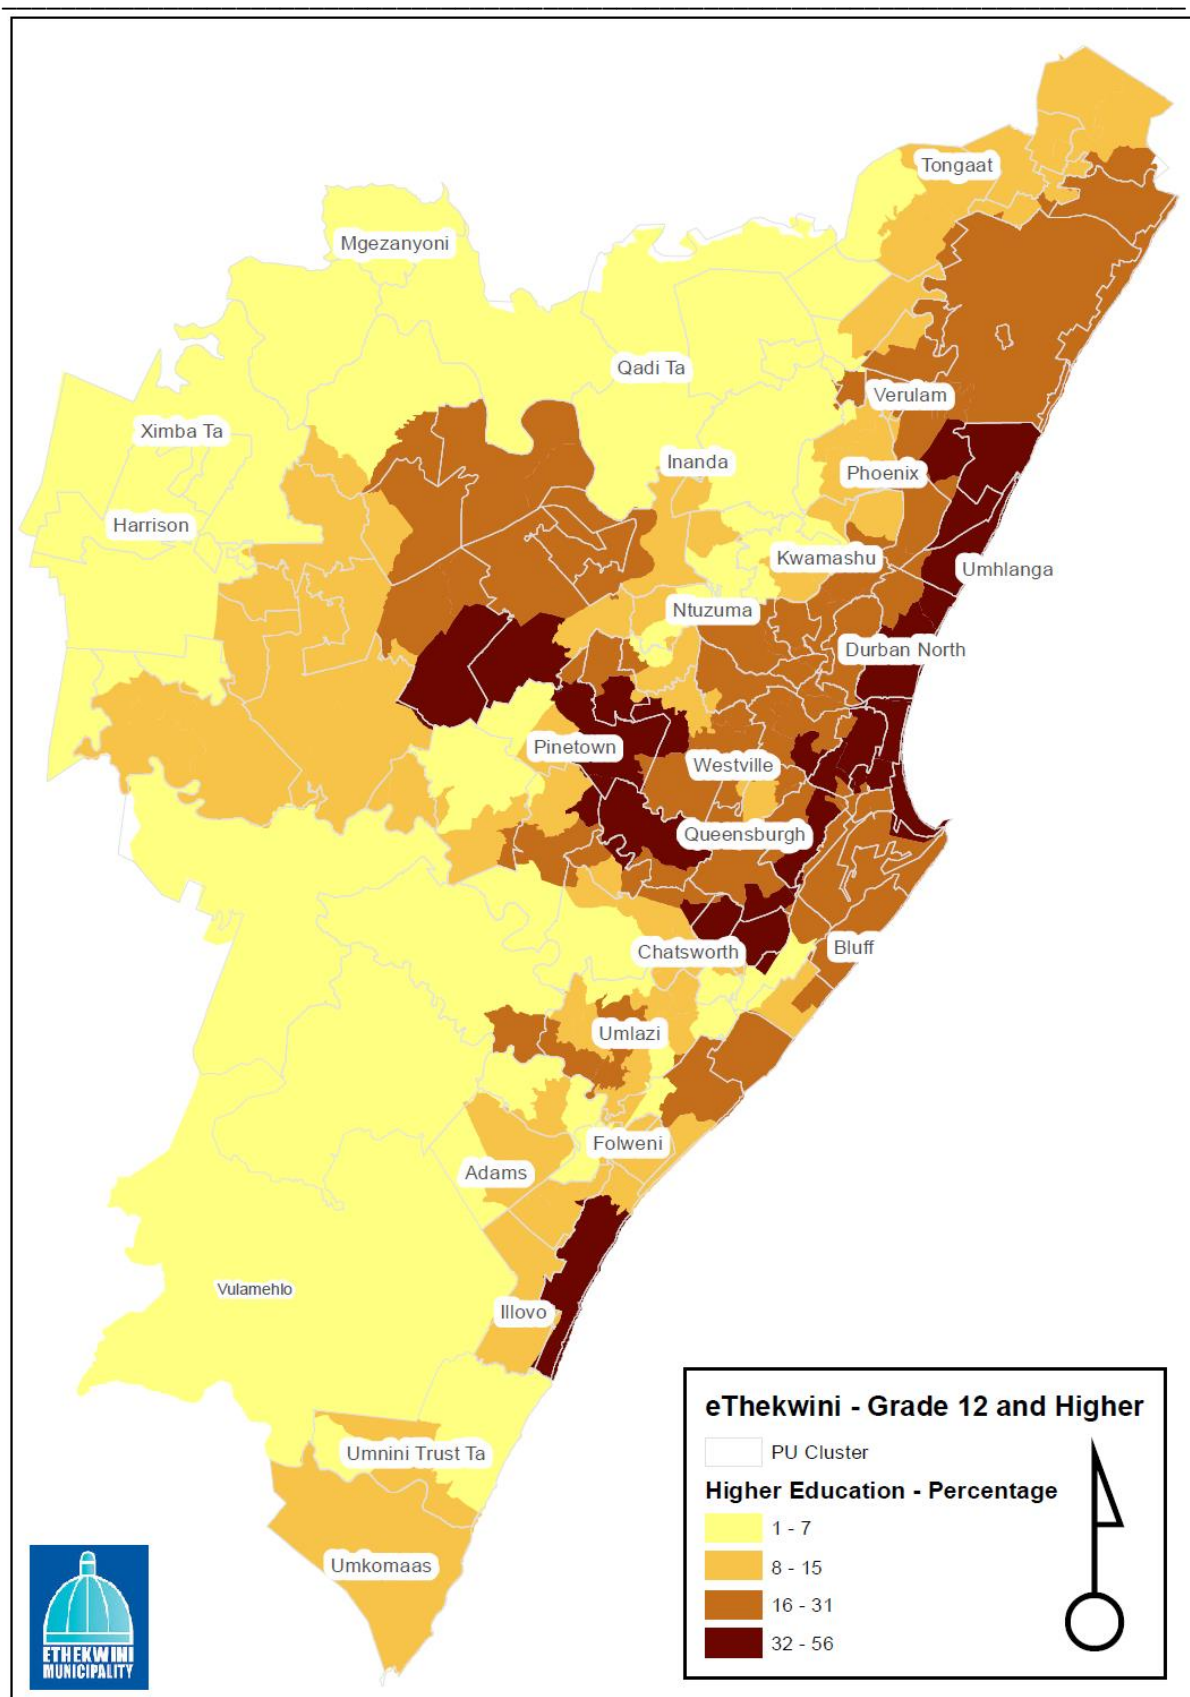 Tongaat
Mgezanyoni
Qadi Ta
Verulam
Ximba Ta
Inanda
Phoenix
Harrison
Kwamashu
Umhlanga
Ntuzuma
Durban North
Pinetown
Westville
Queensburgh
Chatsworth
Bluff
Umlazi
Folweni
Adams
Vulamehlo
Illovo
Umnini Trust Ta
Umkomaas
eThekwini - Grade 12 and Higher
PU Cluster
Higher Education - Percentage
1 - 7
8 - 15
16 - 31
32 - 56
ETHEKWINI
MUNICIPALITY